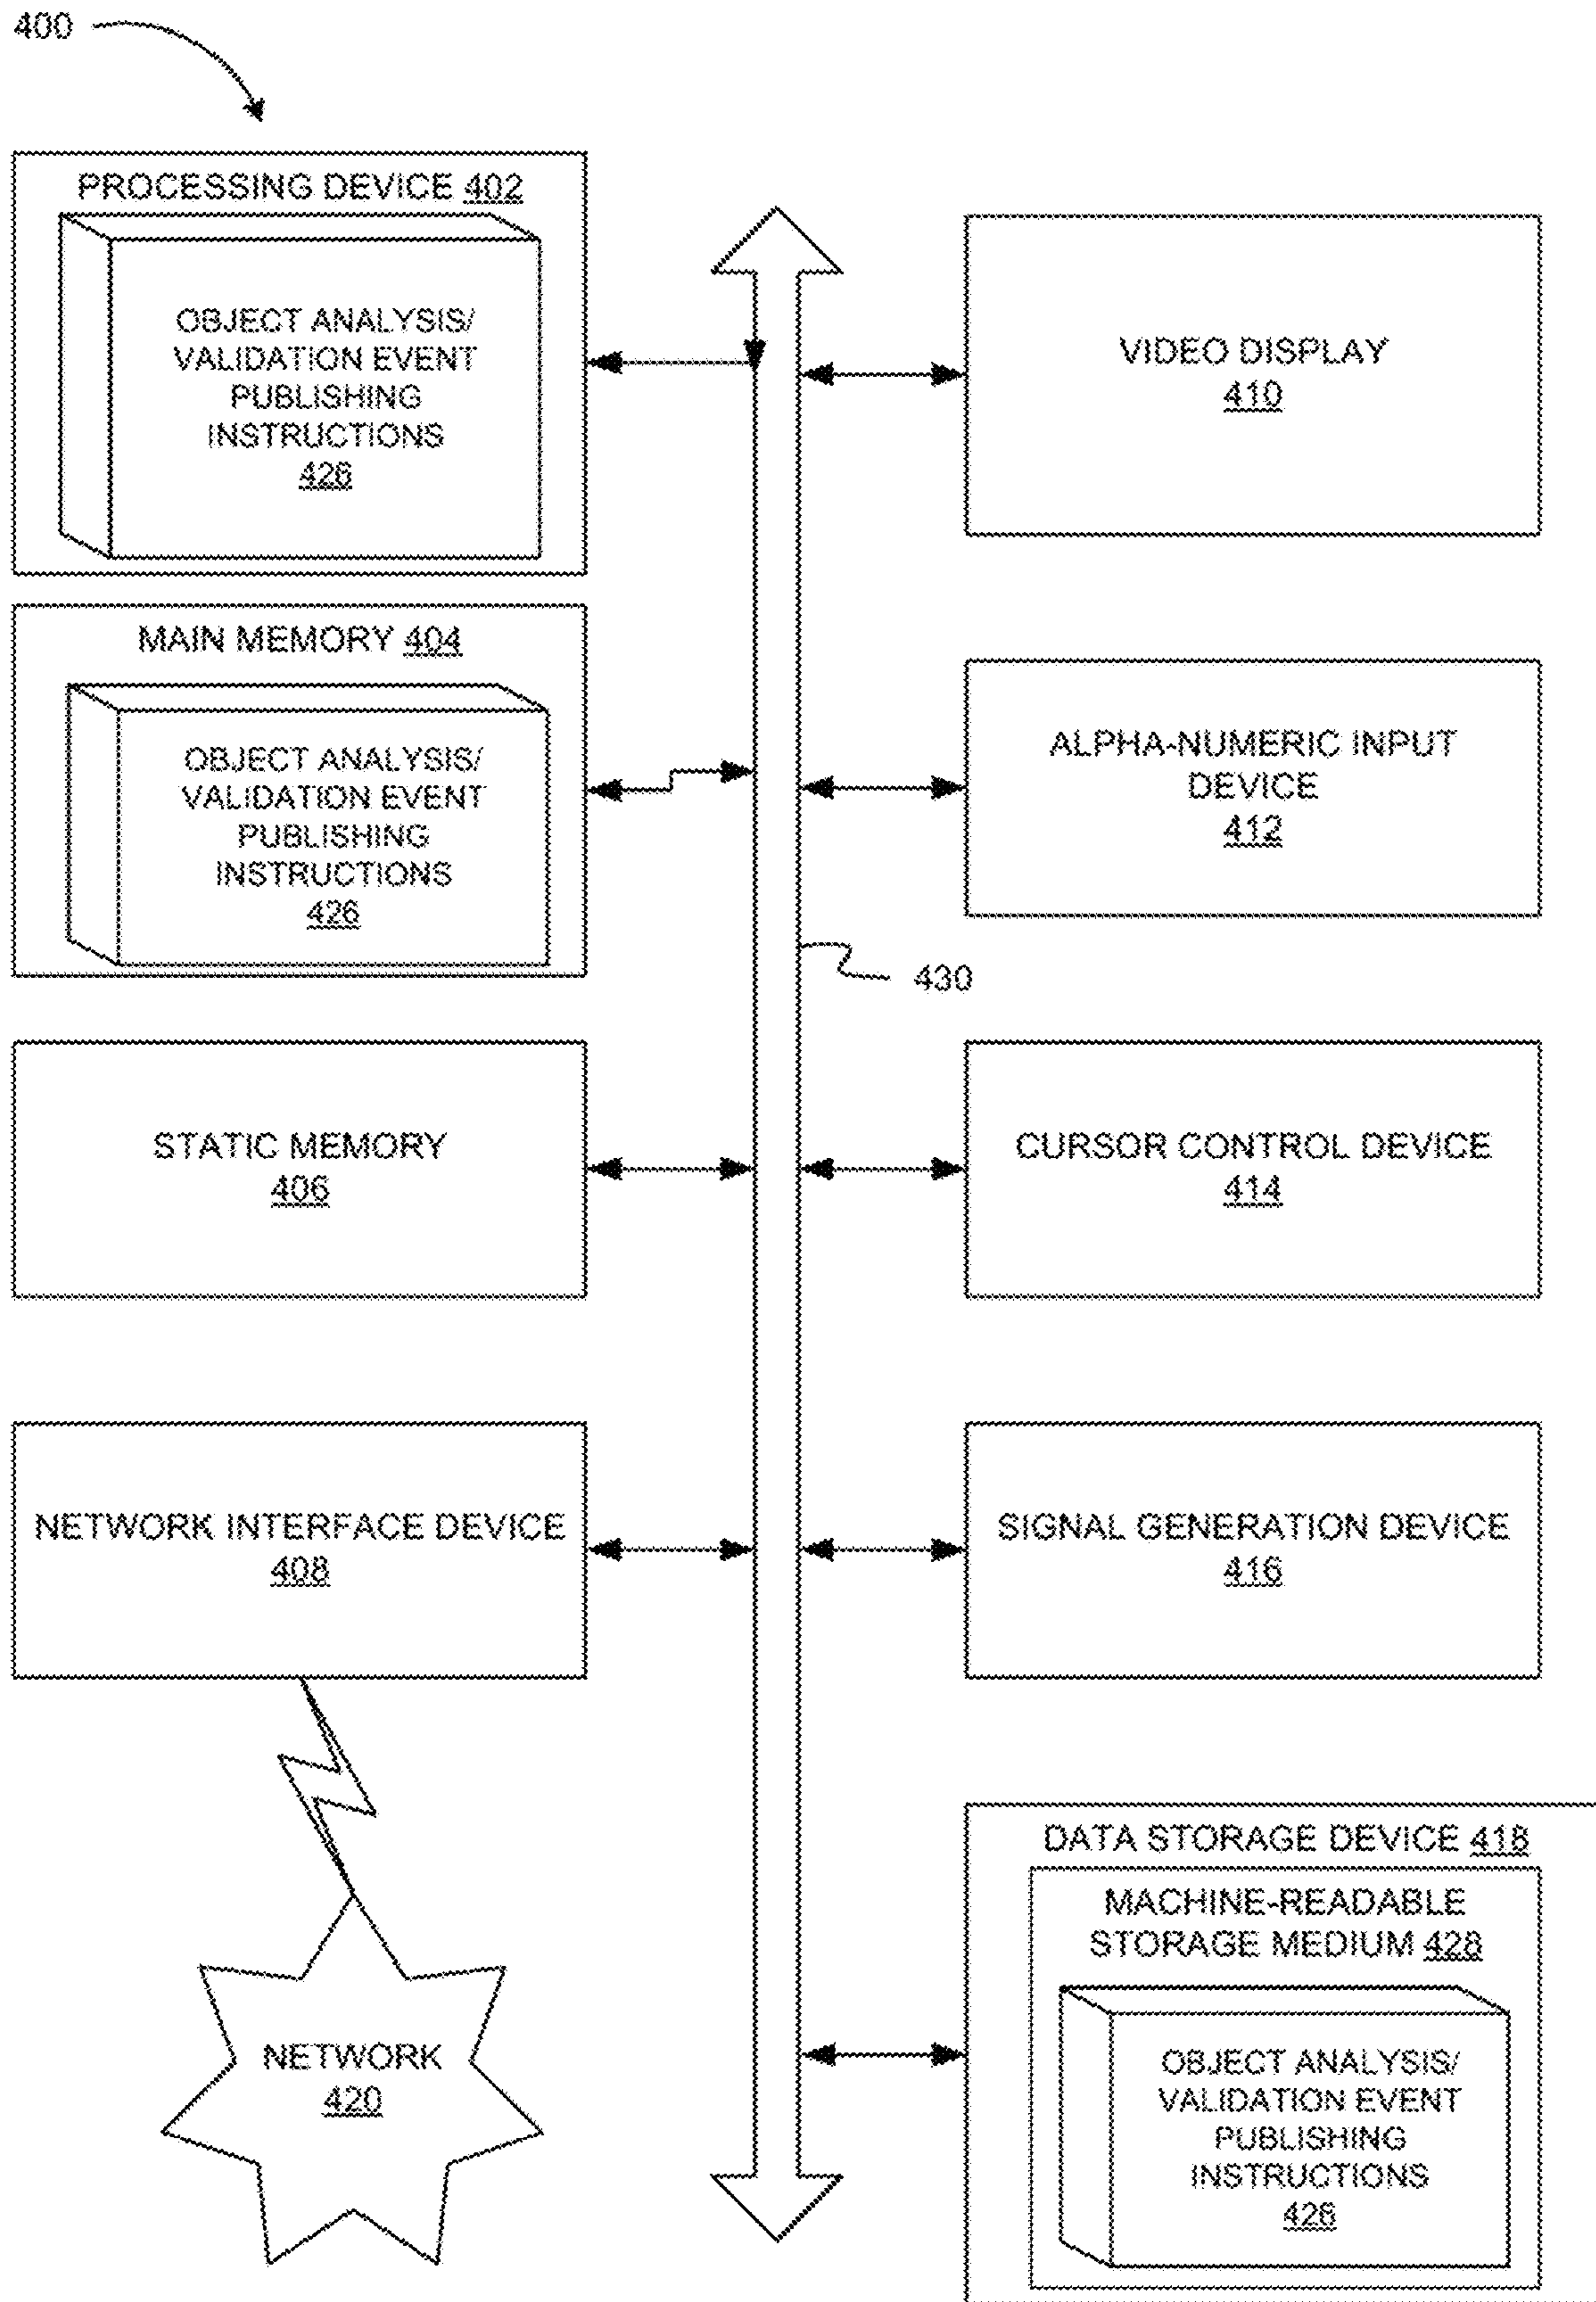 400
PROCESSING DEVICE 402
OBJECT ANALYSIS/
VALIDATION EVENT
PUBLISHING
INSTRUCTIONS
426
MAIN MEMORY 404
OBJECT ANALYSIS/
VALIDATION EVENT
PUBLISHING
INSTRUCTIONS
426
STATIC MEMORY
406
NETWORK INTERFACE DEVICE
408
NETWORK
420
VIDEO DISPLAY
410
ALPHA-NUMERIC INPUT
DEVICE
412
430
CURSOR CONTROL DEVICE
414
SIGNAL GENERATION DEVICE
416
DATA STORAGE DEVICE 418
MACHINE-READABLE
STORAGE MEDIUM 428
OBJECT ANALYSIS/
VALIDATION EVENT
PUBLISHING
INSTRUCTIONS
426